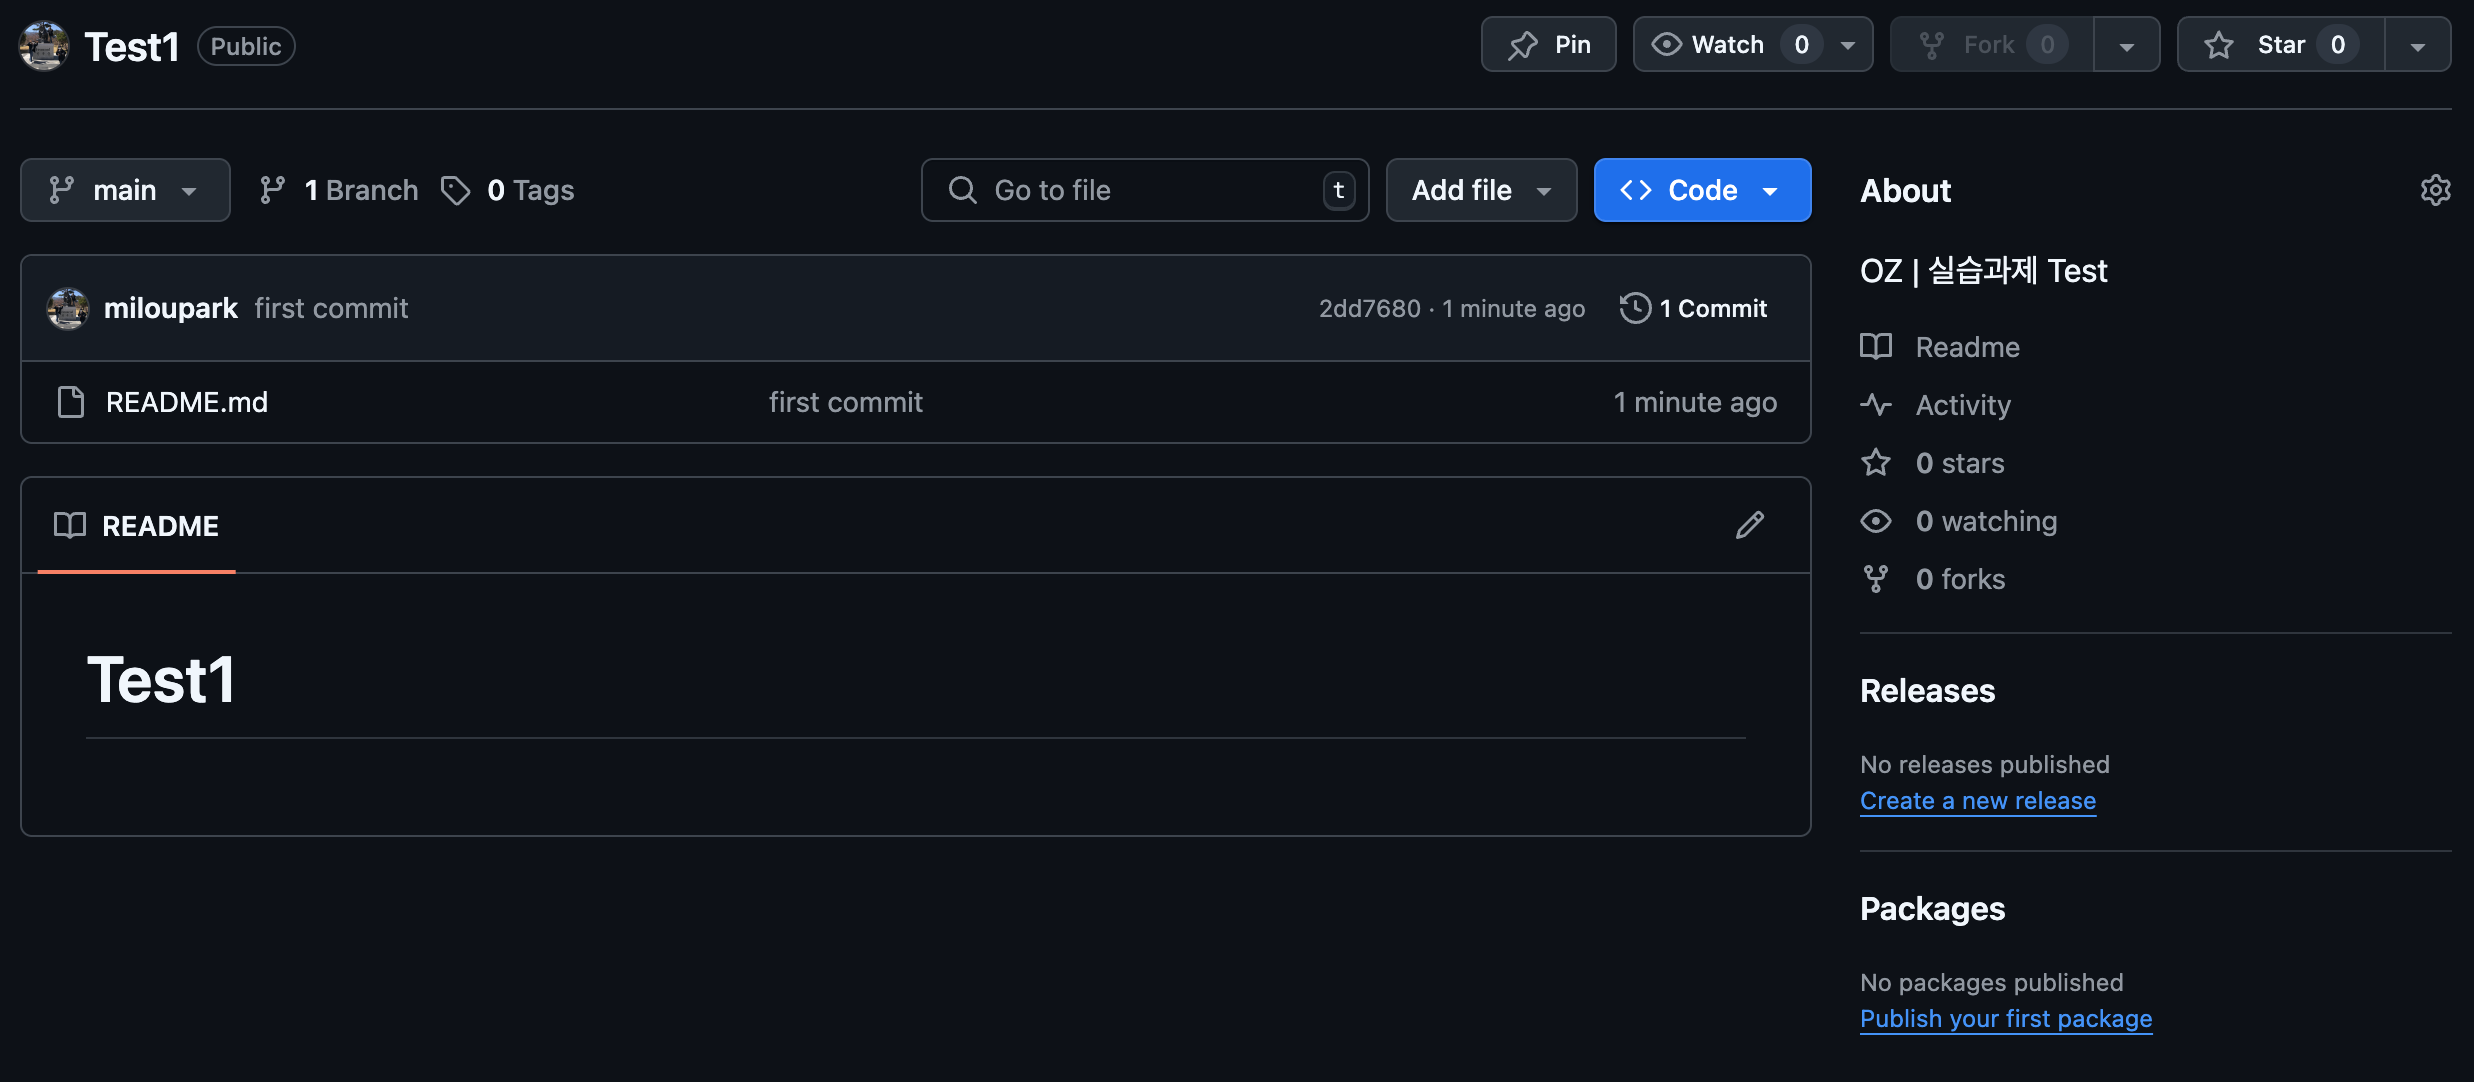 Test1 Public
Pin
Watch 0
Fork 0
Star 0
main
1 Branch
0 Tags
Go to file t
Add file
Code
miloupark first commit
2dd7680 · 1 minute ago
1 Commit
README.md
first commit
1 minute ago
README
Test1
About
OZ | 실습과제 Test
Readme
Activity
0 stars
0 watching
0 forks
Releases
No releases published
Create a new release
Packages
No packages published
Publish your first package